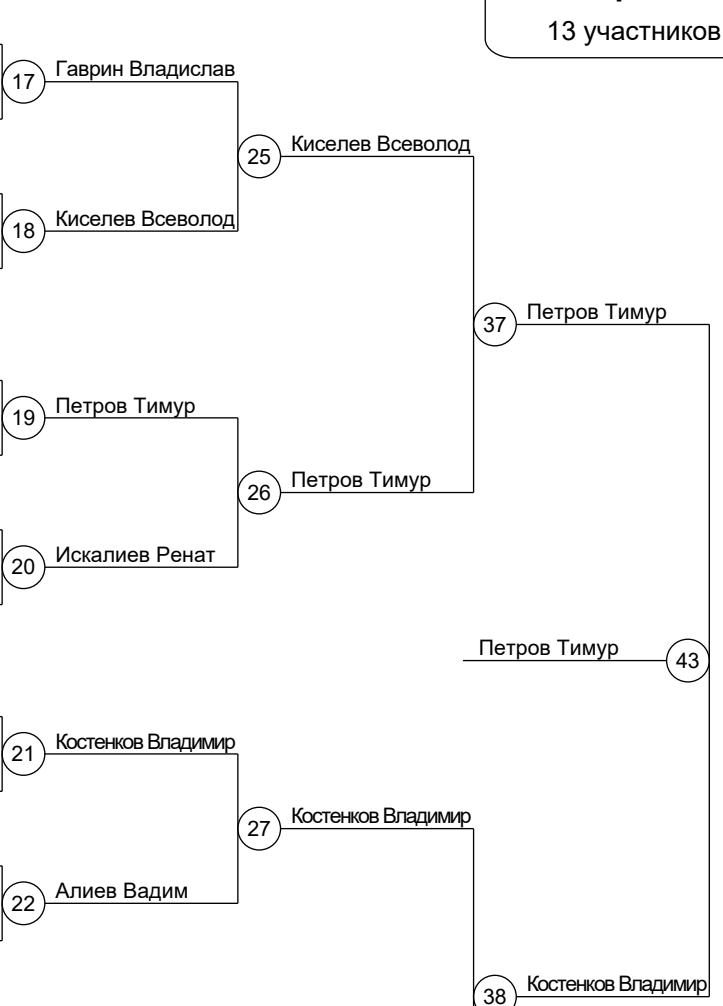 13 участников
17 Гаврин Владислав
25 Киселев Всеволод
18 Киселев Всеволод
37 Петров Тимур
19 Петров Тимур
26 Петров Тимур
20 Искалиев Ренат
Петров Тимур 43
21 Костенков Владимир
27 Костенков Владимир
22 Алиев Вадим
38 Костенков Владимир